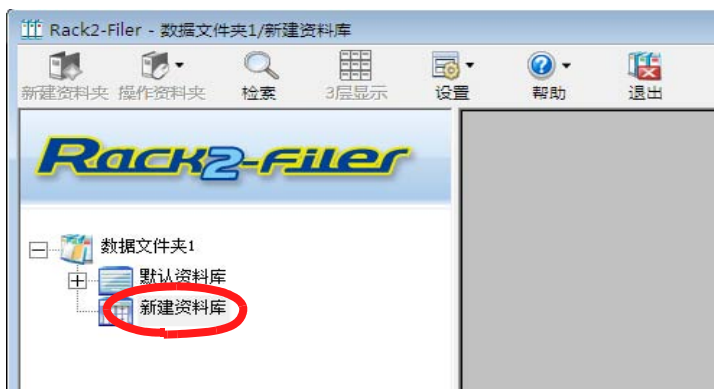 Rack2-Filer - 数据文件夹1/新建资料库
新建资料夹 操作资料夹 检索 3层显示 设置 帮助 退出
Rack2-Filer
数据文件夹1
默认资料库
新建资料库